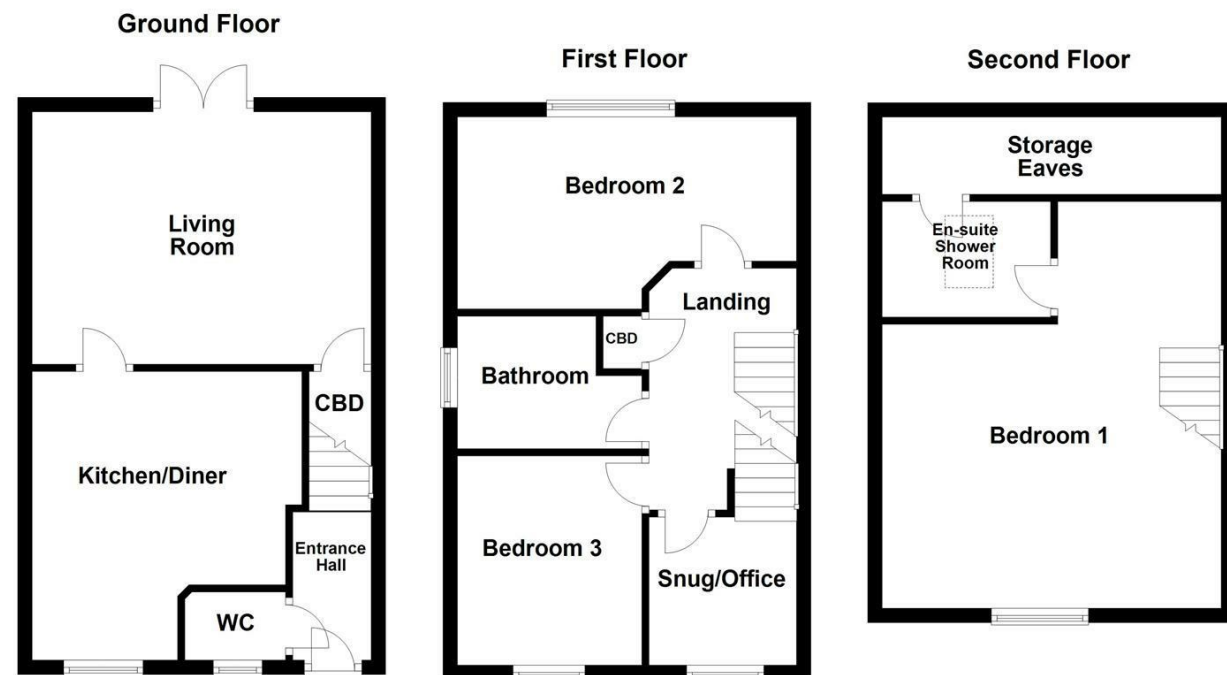 Ground Floor
Living
Room
CBD
Kitchen/Diner
Entrance
Hall
WC
First Floor
Bedroom 2
Landing
CBD
Bathroom
Bedroom 3
Snug/Office
Second Floor
Storage
Eaves
En-suite
Shower
Room
Bedroom 1